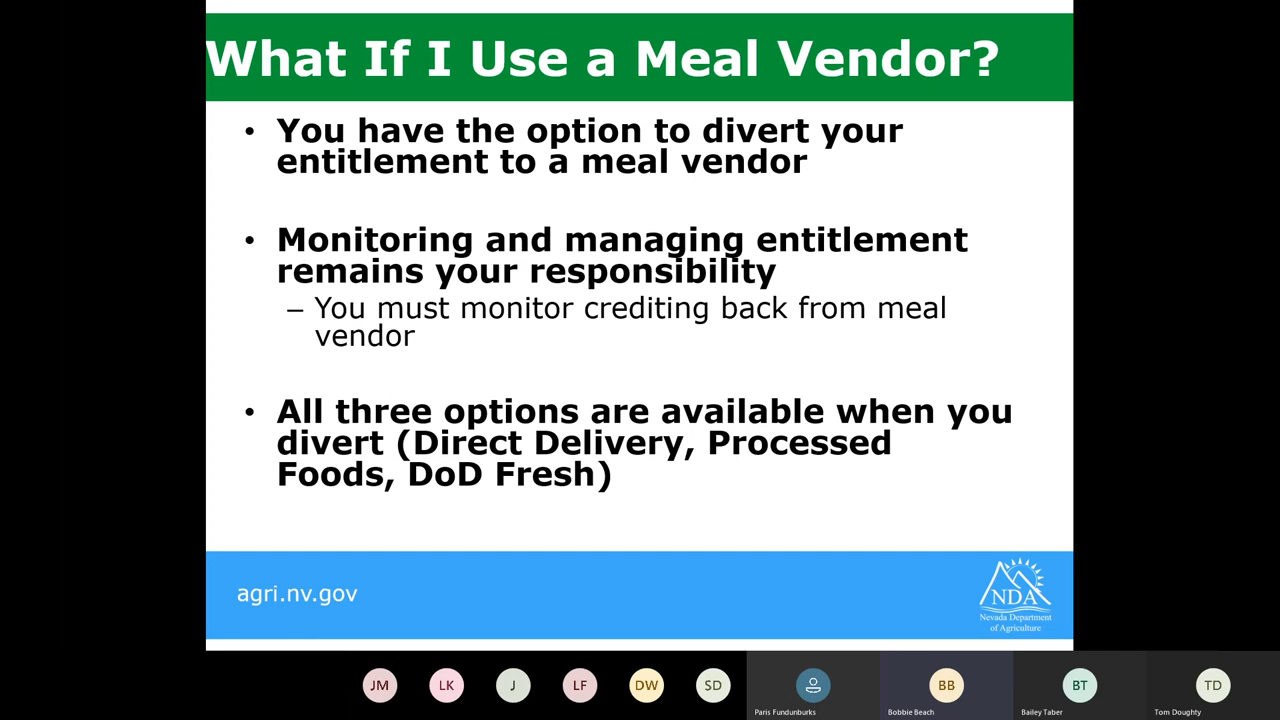 What If I Use a Meal Vendor?
• You have the option to divert your
entitlement to a meal vendor
• Monitoring and managing entitlement
remains your responsibility
– You must monitor crediting back from meal
vendor
• All three options are available when you
divert (Direct Delivery, Processed
Foods, DoD Fresh)
agri.nv.gov
NDA
Nevada Department
of Agriculture
JM LK J LF DW SD BB BT TD
Paris Fundunburks Bobbie Beach Bailey Taber Tom Doughty